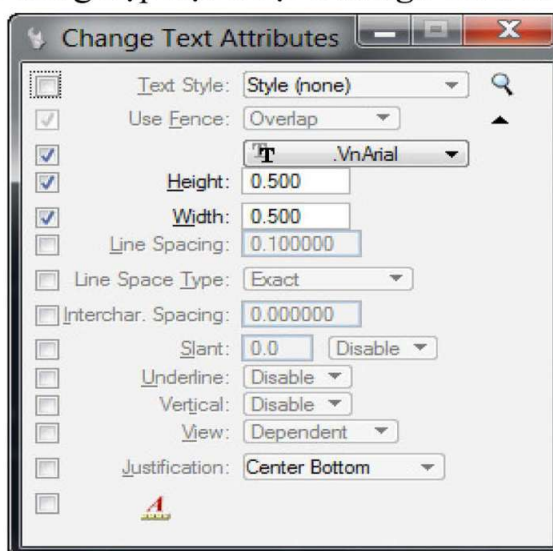 Change Text Attributes
Text Style: Style (none)
Use Fence: Overlap
.VnArial
Height: 0.500
Width: 0.500
Line Spacing: 0.100000
Line Space Type: Exact
Interchar. Spacing: 0.000000
Slant: 0.0 Disable
Underline: Disable
Vertical: Disable
View: Dependent
Justification: Center Bottom